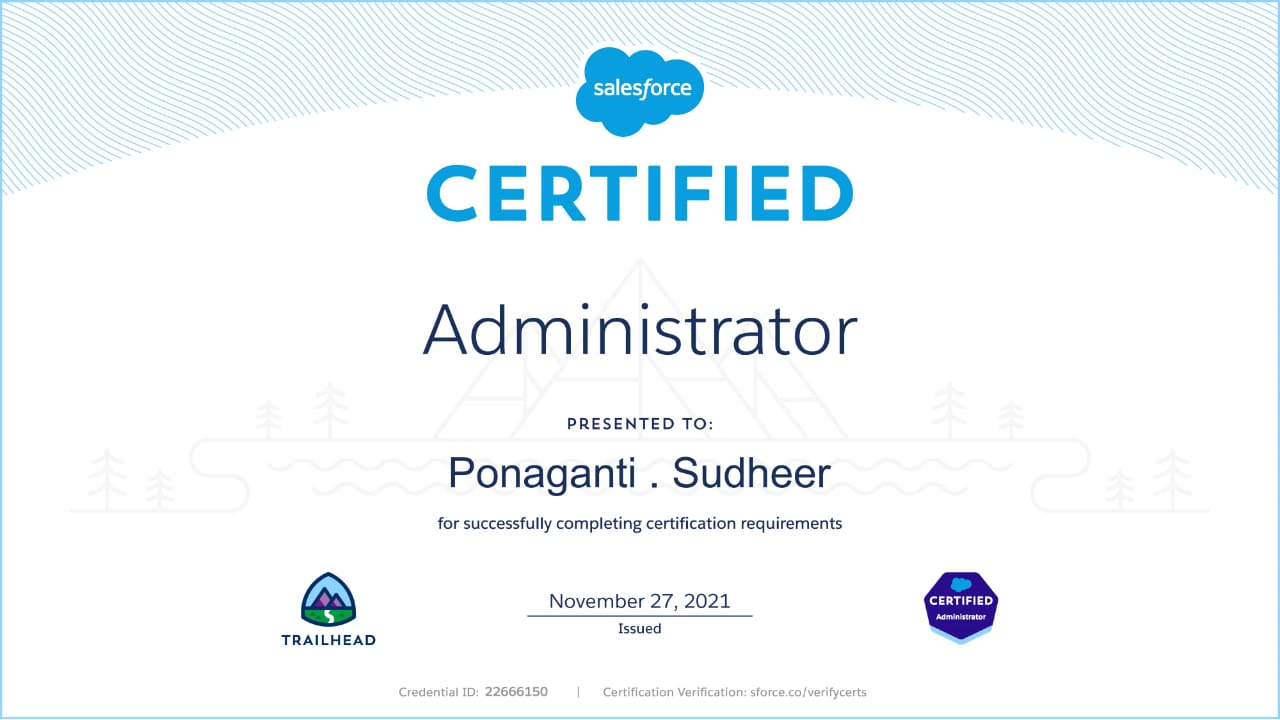 salesforce
CERTIFIED
Administrator
PRESENTED TO:
Ponaganti . Sudheer
for successfully completing certification requirements
TRAILHEAD
November 27, 2021
Issued
CERTIFIED
Administrator
Credential ID: 22666150 | Certification Verification: sforce.co/verifycerts